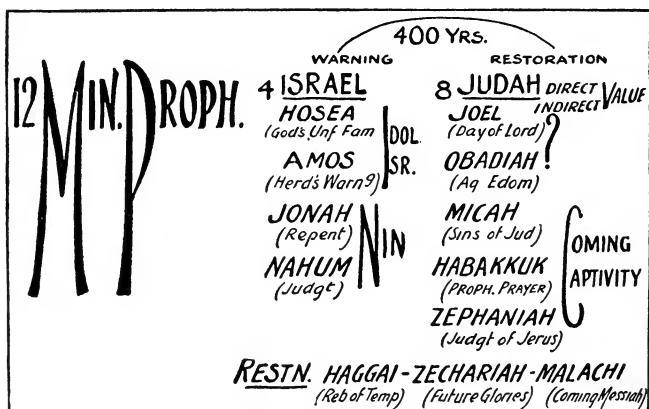 400 YRS.
WARNING RESTORATION
12 MIN. PROPH.
4 ISRAEL
HOSEA
(God's Unf Fam
AMOS
(Herd's Warn9)
IDOL.
SR.
JONAH
(Repent)
NAHUM
(Judgt)
NIN
8 JUDAH DIRECT
INDIRECT VALUE
JOEL
(Day of Lord)
OBADIAH
(Ag Edom)
?
MICAH
(Sins of Jud)
HABAKKUK
(PROPH. PRAYER)
ZEPHANIAH
(Judgt of Jerus)
COMING
CAPTIVITY
RESTN. HAGGAI - ZECHARIAH - MALACHI
(Reb of Temp) (Future Glories) (Coming Messiah)